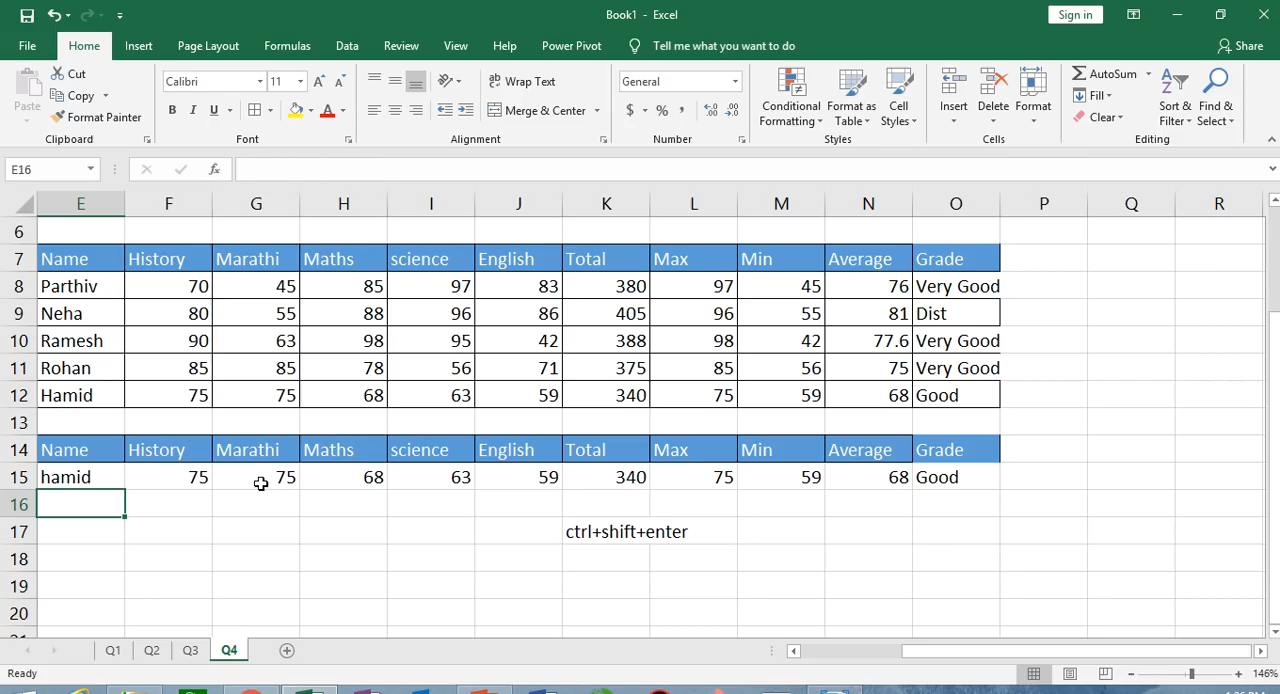 Book1 - Excel
Sign in
File Home Insert Page Layout Formulas Data Review View Help Power Pivot Tell me what you want to do Share
Paste
Cut
Copy
Format Painter
Clipboard
Calibri 11
B I U
Font
Wrap Text
Merge & Center
Alignment
General
$ % ,
Number
Conditional Formatting
Format as Table
Cell Styles
Styles
Insert Delete Format
Cells
AutoSum
Fill
Clear
Sort & Filter
Find & Select
Editing
E16 fx
E F G H I J K L M N O P Q R
6
7 Name History Marathi Maths science English Total Max Min Average Grade
8 Parthiv 70 45 85 97 83 380 97 45 76 Very Good
9 Neha 80 55 88 96 86 405 96 55 81 Dist
10 Ramesh 90 63 98 95 42 388 98 42 77.6 Very Good
11 Rohan 85 85 78 56 71 375 85 56 75 Very Good
12 Hamid 75 75 68 63 59 340 75 59 68 Good
13
14 Name History Marathi Maths science English Total Max Min Average Grade
15 hamid 75 75 68 63 59 340 75 59 68 Good
16
17 ctrl+shift+enter
18
19
20
Q1 Q2 Q3 Q4
Ready 146%